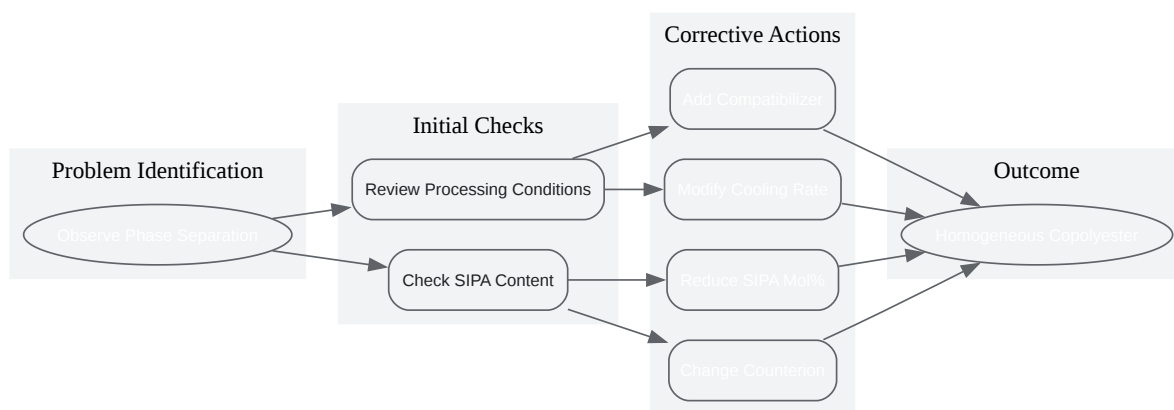 Problem Identification
Observe Phase Separation
Initial Checks
Review Processing Conditions
Check SIPA Content
Corrective Actions
Add Compatibilizer
Modify Cooling Rate
Reduce SIPA Mol%
Change Counterion
Outcome
Homogeneous Copolyester